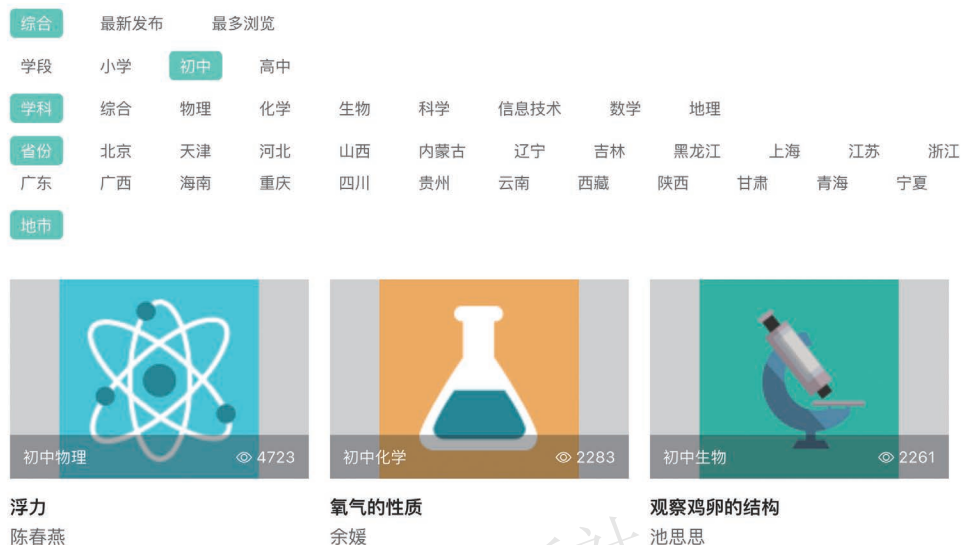 综合 最新发布 最多浏览
学段 小学 初中 高中
学科 综合 物理 化学 生物 科学 信息技术 数学 地理
省份 北京 天津 河北 山西 内蒙古 辽宁 吉林 黑龙江 上海 江苏 浙江
广东 广西 海南 重庆 四川 贵州 云南 西藏 陕西 甘肃 青海 宁夏
地市
初中物理 4723 初中化学 2283 初中生物 2261
浮力 氧气的性质 观察鸡卵的结构
陈春燕 余媛 池思思